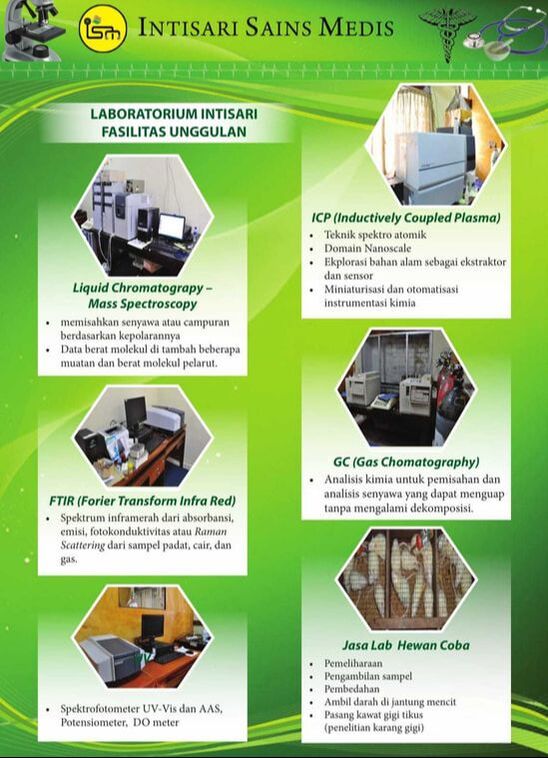 ism
INTISARI SAINS MEDIS
LABORATORIUM INTISARI
FASILITAS UNGGULAN
Liquid Chromatograpy –
Mass Spectroscopy
• memisahkan senyawa atau campuran
berdasarkan kepolarannya
• Data berat molekul di tambah beberapa
muatan dan berat molekul pelarut.
FTIR (Forier Transform Infra Red)
• Spektrum inframerah dari absorbansi,
emisi, fotokonduktivitas atau Raman
Scattering dari sampel padat, cair, dan
gas.
• Spektrofotometer UV-Vis dan AAS,
Potensiometer, DO meter
ICP (Inductively Coupled Plasma)
• Teknik spektro atomik
• Domain Nanoscale
• Ekplorasi bahan alam sebagai ekstraktor
dan sensor
• Miniaturisasi dan otomatisasi
instrumentasi kimia
GC (Gas Chomatography)
• Analisis kimia untuk pemisahan dan
analisis senyawa yang dapat menguap
tanpa mengalami dekomposisi.
Jasa Lab Hewan Coba
• Pemeliharaan
• Pengambilan sampel
• Pembedahan
• Ambil darah di jantung mencit
• Pasang kawat gigi tikus
(penelitian karang gigi)